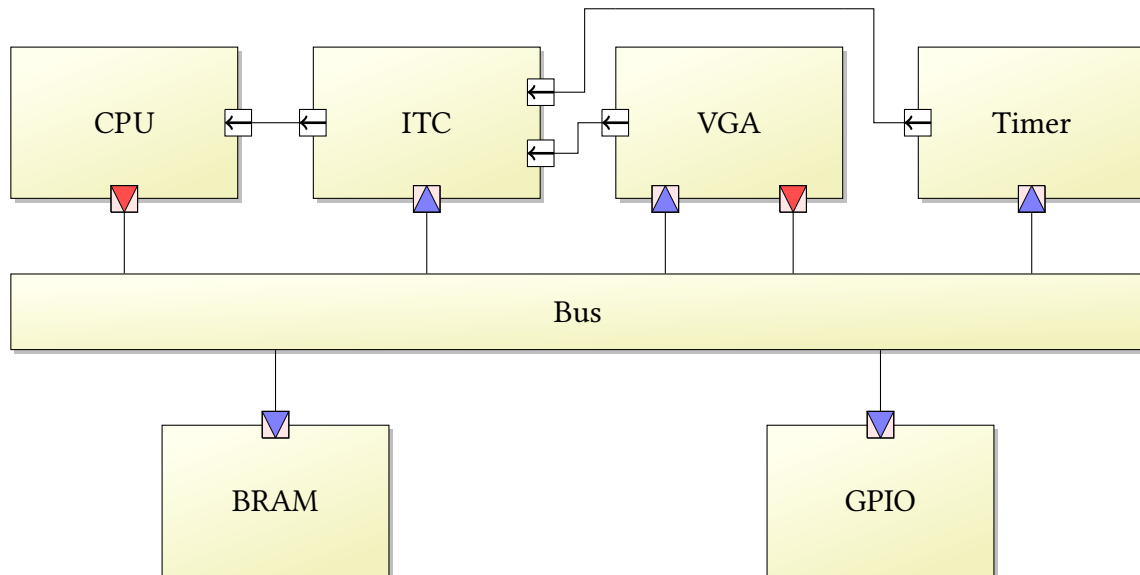 CPU
ITC
VGA
Timer
Bus
BRAM
GPIO